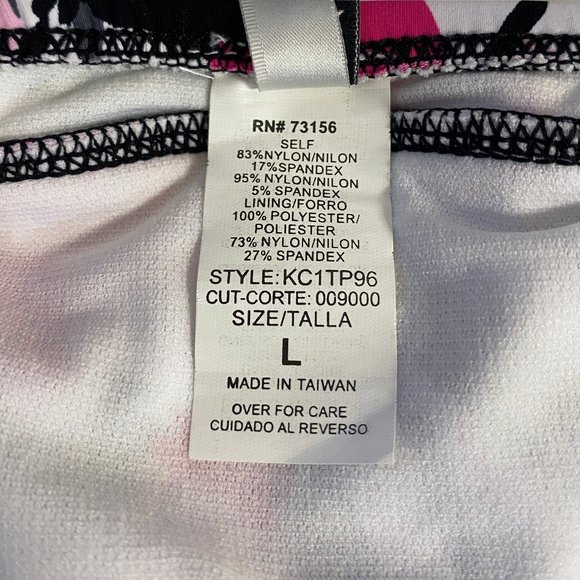 RN# 73156
SELF
83%NYLON/NILON
17%SPANDEX
95% NYLON/NILON
5% SPANDEX
LINING/FORRO
100% POLYESTER/
POLIESTER
73% NYLON/NILON
27% SPANDEX
STYLE:KC1TP96
CUT-CORTE: 009000
SIZE/TALLA
L
MADE IN TAIWAN
OVER FOR CARE
CUIDADO AL REVERSO